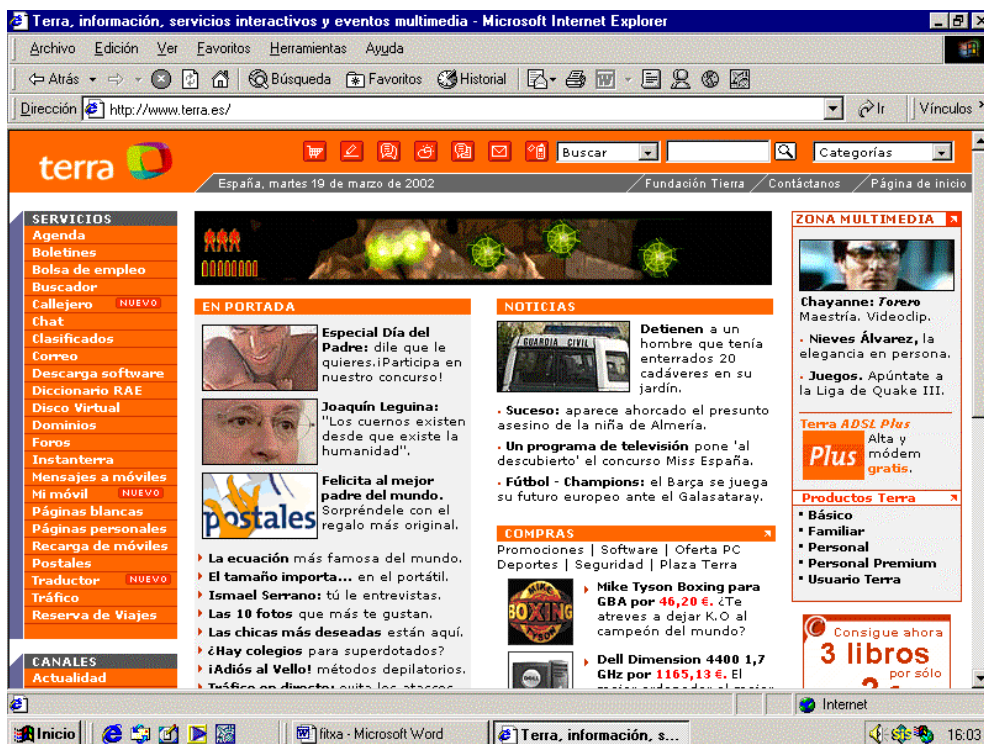 Terra, información, servicios interactivos y eventos multimedia - Microsoft Internet Explorer
Archivo Edición Ver Favoritos Herramientas Ayuda
Atrás Búsqueda Favoritos Historial
Dirección http://www.terra.es/ Ir Vínculos
terra
Buscar Categorías
España, martes 19 de marzo de 2002 Fundación Tierra Contáctanos Página de inicio
SERVICIOS
Agenda
Boletines
Bolsa de empleo
Buscador
Callejero NUEVO
Chat
Clasificados
Correo
Descarga software
Diccionario RAE
Disco Virtual
Dominios
Foros
Instanterra
Mensajes a móviles
Mi móvil NUEVO
Páginas blancas
Páginas personales
Recarga de móviles
Postales
Traductor NUEVO
Tráfico
Reserva de Viajes
CANALES
Actualidad
EN PORTADA
Especial Día del
Padre: dile que le
quieres.¡Participa en
nuestro concurso!
Joaquín Leguina:
"Los cuernos existen
desde que existe la
humanidad".
postales
Felicita al mejor
padre del mundo.
Sorpréndele con el
regalo más original.
La ecuación más famosa del mundo.
El tamaño importa... en el portátil.
Ismael Serrano: tú le entrevistas.
Las 10 fotos que más te gustan.
Las chicas más deseadas están aquí.
¿Hay colegios para superdotados?
¡Adiós al Vello! métodos depilatorios.
Tráfico en directo: evita los atascos
NOTICIAS
GUARDIA CIVIL
Detienen a un
hombre que tenía
enterrados 20
cadáveres en su
jardín.
Suceso: aparece ahorcado el presunto
asesino de la niña de Almería.
Un programa de televisión pone 'al
descubierto' el concurso Miss España.
Fútbol - Champions: el Barça se juega
su futuro europeo ante el Galasataray.
COMPRAS
Promociones | Software | Oferta PC
Deportes | Seguridad | Plaza Terra
MIKE
BOXING
TYSON
Mike Tyson Boxing para
GBA por 46,20 €. ¿Te
atreves a dejar K.O al
campeón del mundo?
DELL
Dell Dimension 4400 1,7
GHz por 1165,13 €. El
mejor ordenador al mejor
ZONA MULTIMEDIA
Chayanne: Torero
Maestría. Videoclip.
Nieves Álvarez, la
elegancia en persona.
Juegos. Apúntate a
la Liga de Quake III.
Terra ADSL Plus
Plus
Alta y
módem
gratis.
Productos Terra
Básico
Familiar
Personal
Personal Premium
Usuario Terra
Consigue ahora
3 libros
por sólo
Internet
Inicio fitxa - Microsoft Word Terra, información, s... 16:03